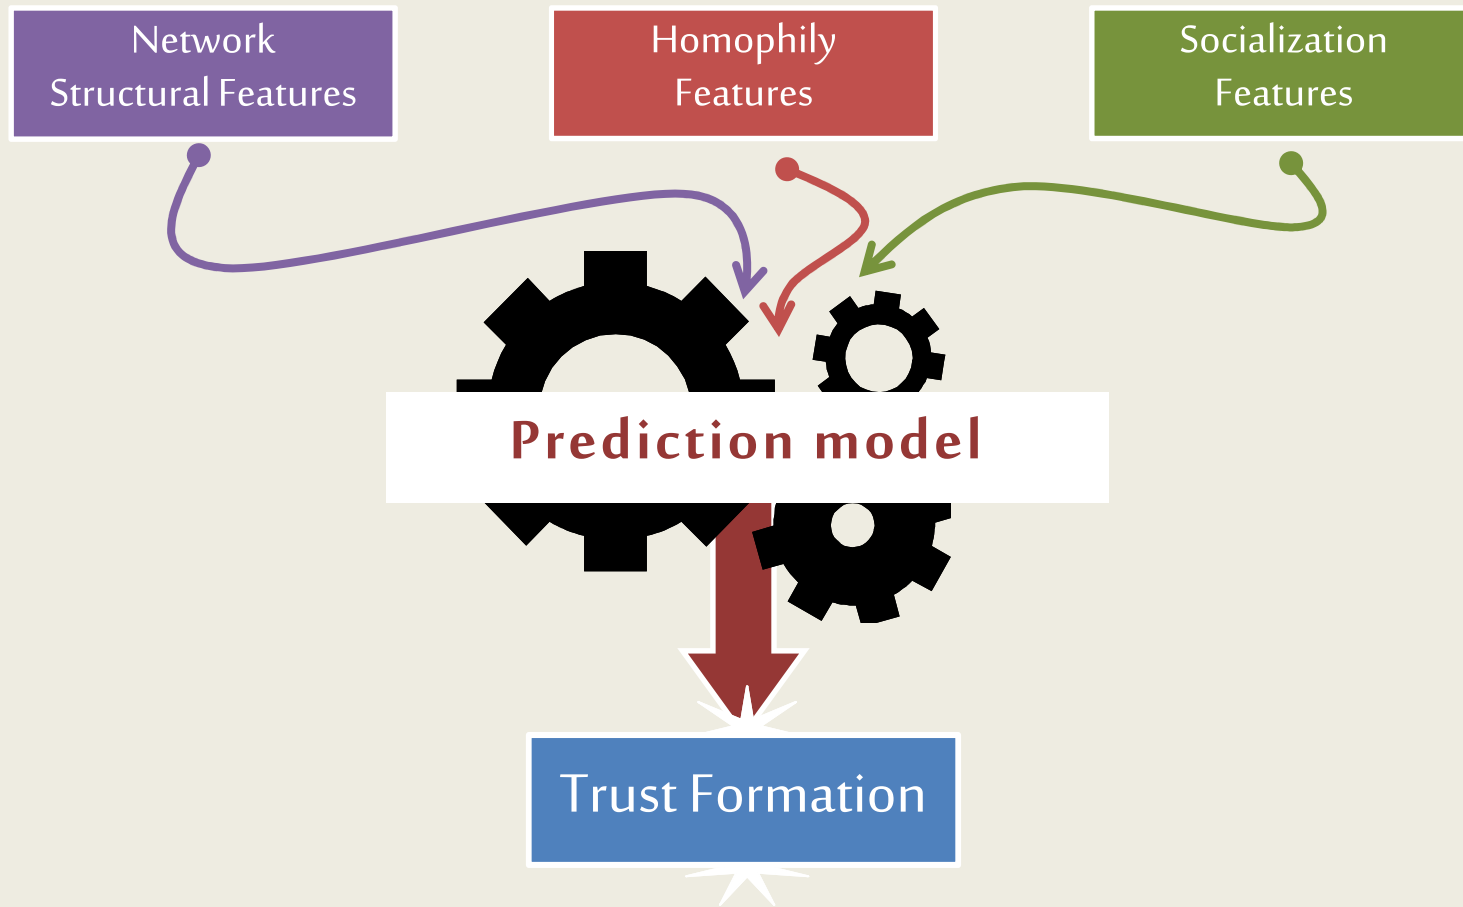 Network
Structural Features
Homophily
Features
Socialization
Features
Prediction model
Trust Formation